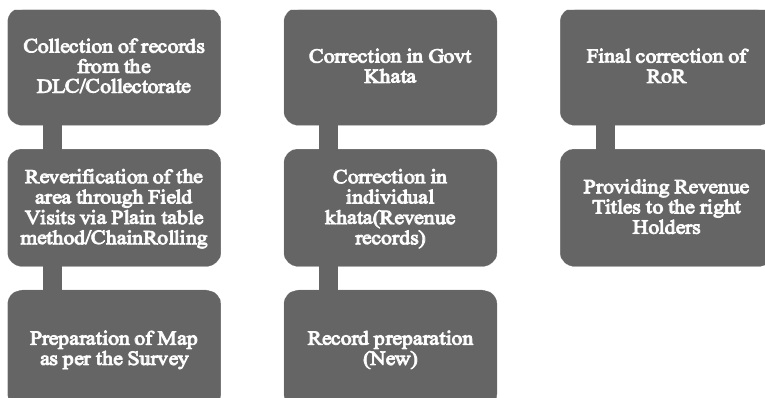 Collection of records
from the
DLC/Collectorate
Reverification of the
area through Field
Visits via Plain table
method/ChainRolling
Preparation of Map
as per the Survey
Correction in Govt
Khata
Correction in
individual
khata(Revenue
records)
Record preparation
(New)
Final correction of
RoR
Providing Revenue
Titles to the right
Holders